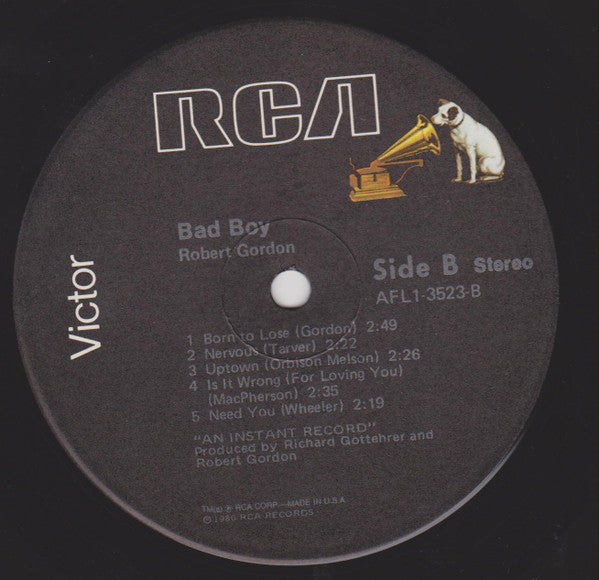 RCA
Victor
Bad Boy
Robert Gordon
Side B Stereo
AFL1-3523-B
1 Born to Lose (Gordon) 2:49
2 Nervous (Tarver) 2:22
3 Uptown (Orbison Melson) 2:26
4 Is It Wrong (For Loving You)
(MacPherson) 2:35
5 Need You (Wheeler) 2:19
"AN INSTANT RECORD"
Produced by Richard Gottehrer and
Robert Gordon
® RCA CORP.—MADE IN U.S.A.
© 1980 RCA RECORDS